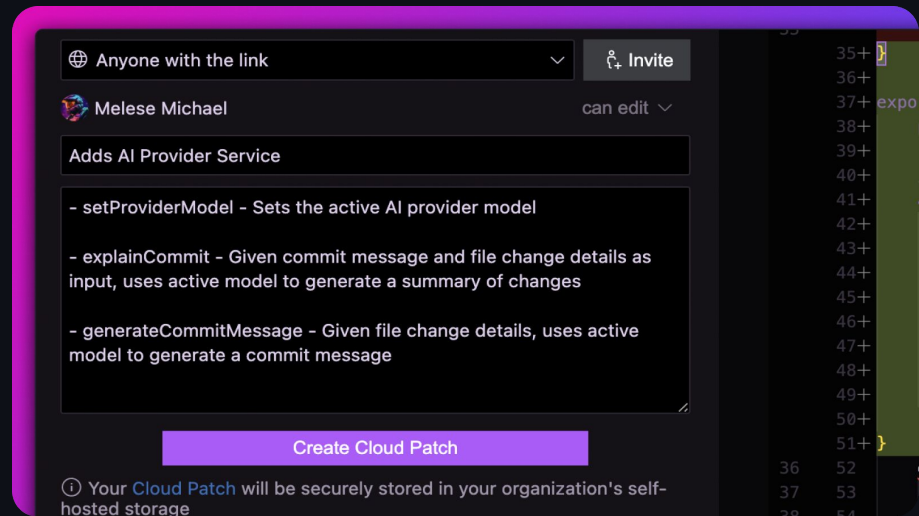 Anyone with the link
Invite
Melese Michael
can edit
Adds AI Provider Service
- setProviderModel - Sets the active AI provider model
- explainCommit - Given commit message and file change details as
input, uses active model to generate a summary of changes
- generateCommitMessage - Given file change details, uses active
model to generate a commit message
Create Cloud Patch
Your Cloud Patch will be securely stored in your organization's self-
hosted storage
35+ }
36+
37+ expo
38+
39+
40+
41+
42+
43+
44+
45+
46+
47+
48+
49+
50+
51+ }
36 52
37 53